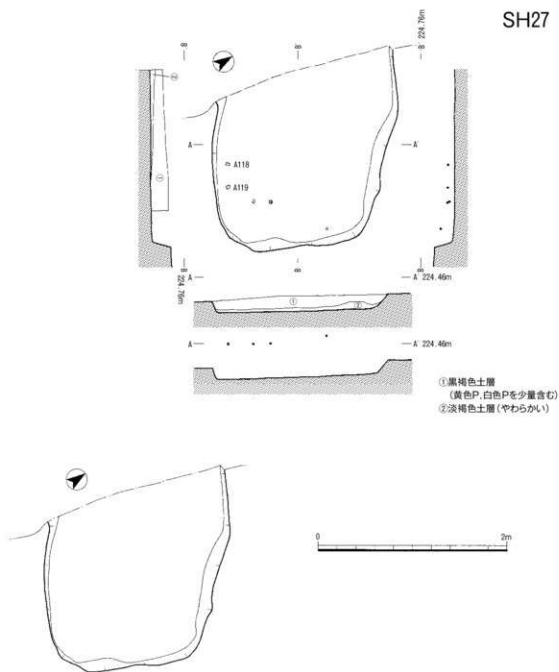 SH27
B
B
B' 224.76m
②
①
A
A'
A118
A119
B
224.76m
B
B'
A
A' 224.46m
①
②
A
A' 224.46m
①黒褐色土層
(黄色P,白色Pを少量含む)
②淡褐色土層(やわらかい)
0
2m